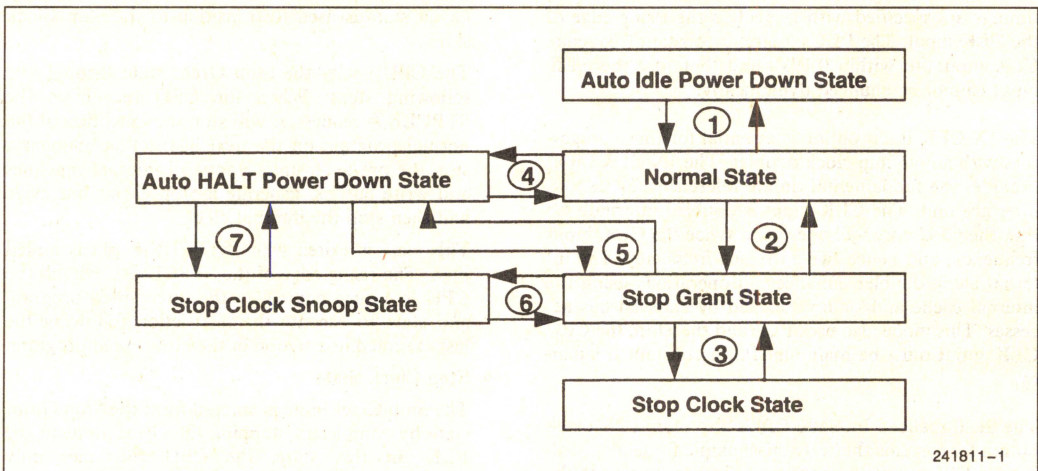 Auto Idle Power Down State
1
Auto HALT Power Down State
4
Normal State
7
5
2
Stop Clock Snoop State
6
Stop Grant State
3
Stop Clock State
241811–1